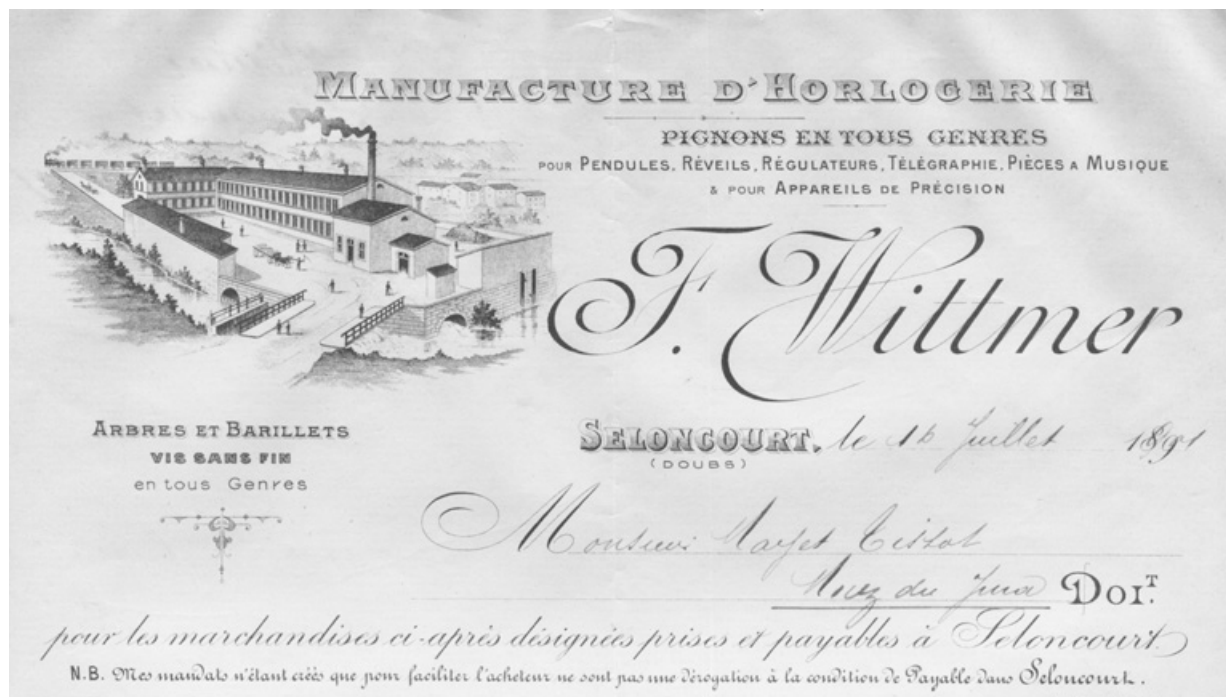 MANUFACTURE D'HORLOGERIE
PIGNONS EN TOUS GENRES
POUR PENDULES, RÉVEILS, RÉGULATEURS, TÉLÉGRAPHIE, PIÈCES A MUSIQUE
& POUR APPAREILS DE PRÉCISION
F. Wittmer
ARBRES ET BARILLETS
VIS SANS FIN
en tous Genres
SELONCOURT, le Juillet 1891
(DOUBS)
Monsieur Tissot
du Jura DOIT.
pour les marchandises ci-après désignées prises et payables à Seloncourt.
N.B. Mes mandats n'étant créés que pour faciliter l'acheteur ne sont pas une dérogation à la condition de Payable dans Seloncourt.